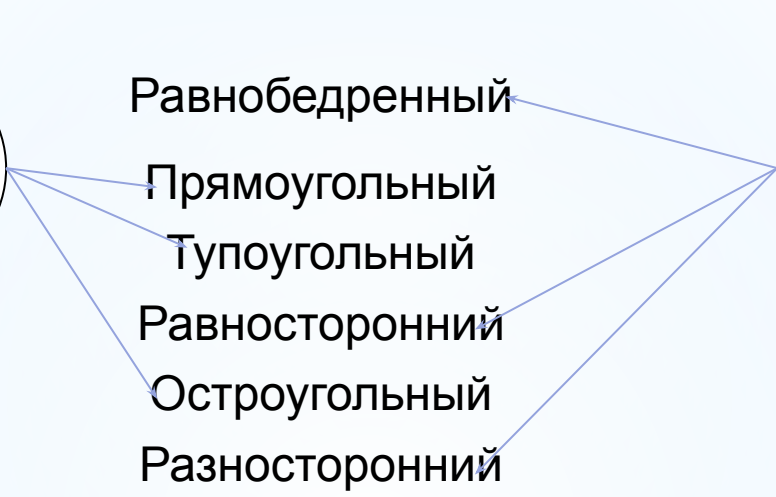 Равнобедренный
Прямоугольный
Тупоугольный
Равносторонний
Остроугольный
Разносторонний